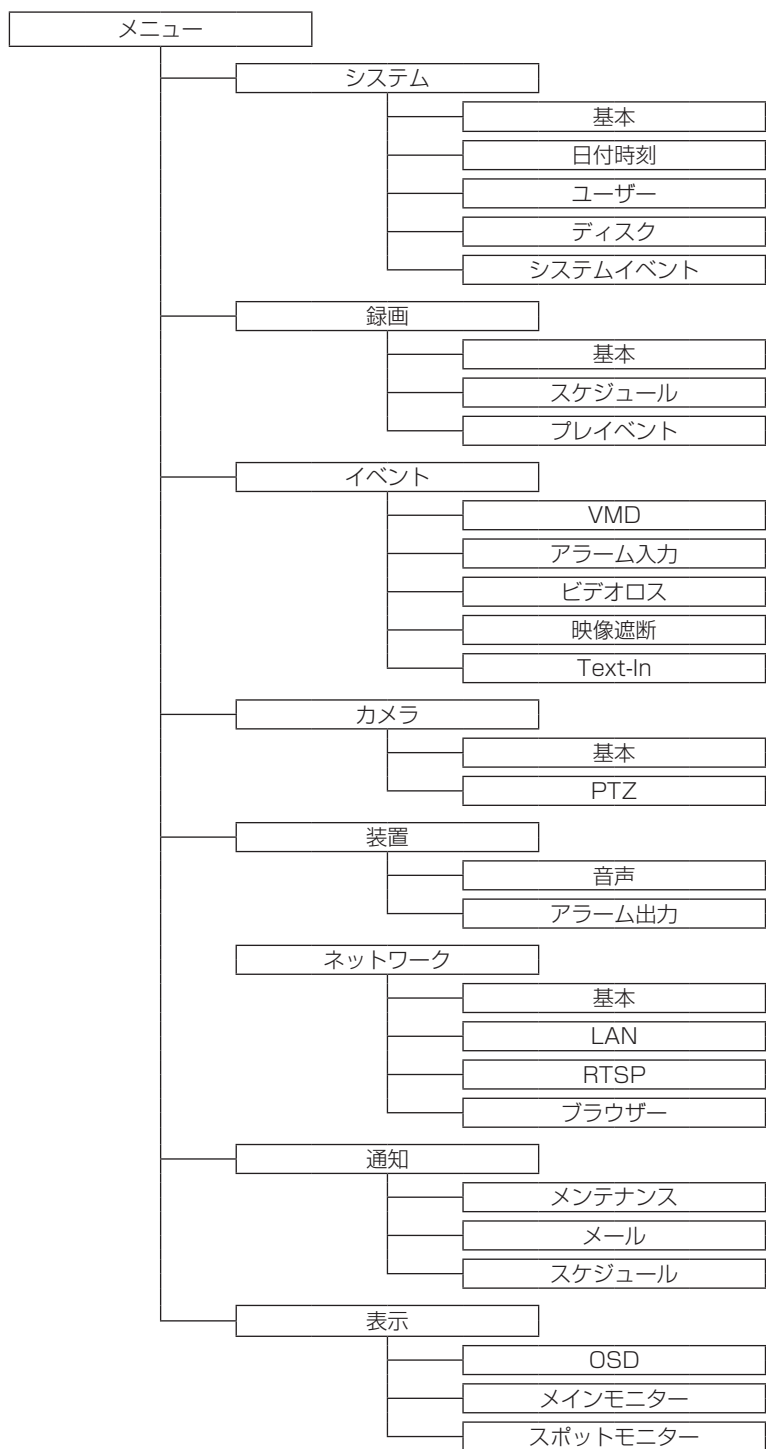 メニュー
システム
基本
日付時刻
ユーザー
ディスク
システムイベント
録画
基本
スケジュール
プレイベント
イベント
VMD
アラーム入力
ビデオロス
映像遮断
Text-In
カメラ
基本
PTZ
装置
音声
アラーム出力
ネットワーク
基本
LAN
RTSP
ブラウザー
通知
メンテナンス
メール
スケジュール
表示
OSD
メインモニター
スポットモニター